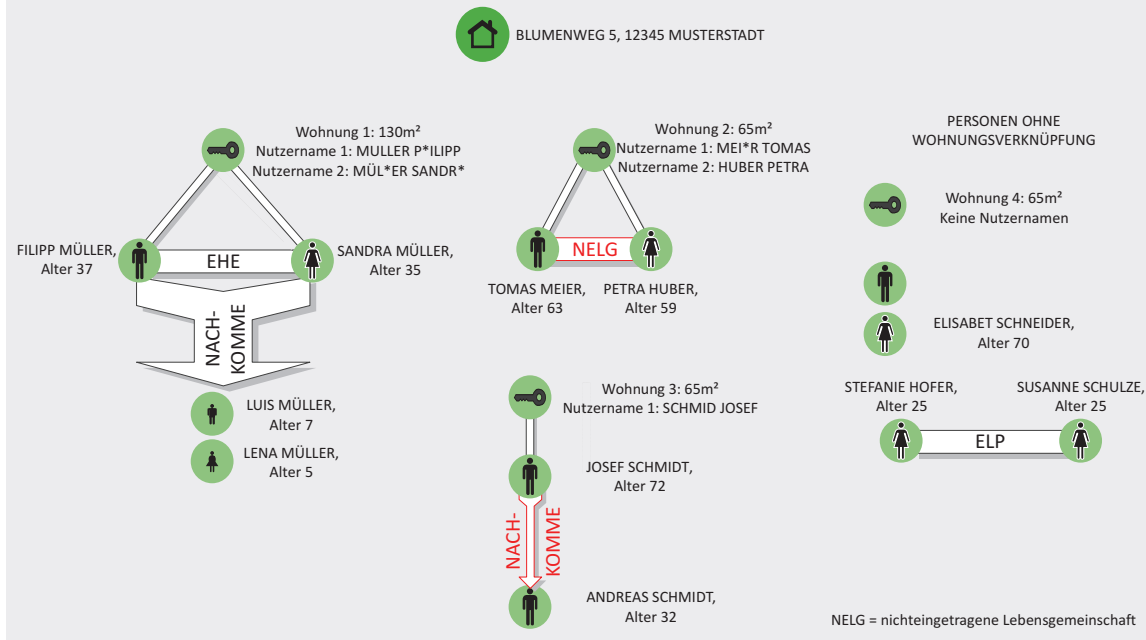 BLUMENWEG 5, 12345 MUSTERSTADT
Wohnung 1: 130m²
Nutzername 1: MULLER P*ILIPP
Nutzername 2: MÜL*ER SANDR*
FILIPP MÜLLER,
Alter 37
EHE
SANDRA MÜLLER,
Alter 35
NACH-
KOMME
LUIS MÜLLER,
Alter 7
LENA MÜLLER,
Alter 5
Wohnung 2: 65m²
Nutzername 1: MEI*R TOMAS
Nutzername 2: HUBER PETRA
NELG
TOMAS MEIER,
Alter 63
PETRA HUBER,
Alter 59
Wohnung 3: 65m²
Nutzername 1: SCHMID JOSEF
JOSEF SCHMIDT,
Alter 72
NACH-
KOMME
ANDREAS SCHMIDT,
Alter 32
PERSONEN OHNE
WOHNUNGSVERKNÜPFUNG
Wohnung 4: 65m²
Keine Nutzernamen
ELISABET SCHNEIDER,
Alter 70
STEFANIE HOFER,
Alter 25
SUSANNE SCHULZE,
Alter 25
ELP
NELG = nichteingetragene Lebensgemeinschaft